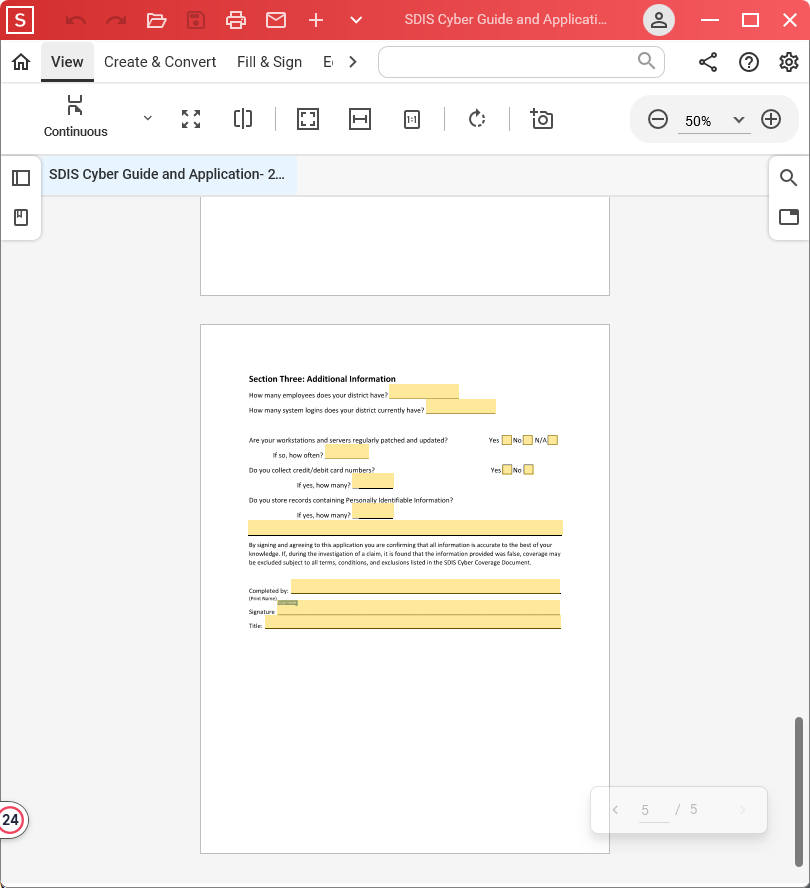 S
SDIS Cyber Guide and Applicati...
View
Create & Convert
Fill & Sign
Continuous
1:1
50%
SDIS Cyber Guide and Application- 2...
Section Three: Additional Information
How many employees does your district have?
How many system logins does your district currently have?
Are your workstations and servers regularly patched and updated? Yes No N/A
If so, how often?
Do you collect credit/debit card numbers? Yes No
If yes, how many?
Do you store records containing Personally Identifiable Information?
If yes, how many?
By signing and agreeing to this application you are confirming that all information is accurate to the best of your
knowledge. If, during the investigation of a claim, it is found that the information provided was false, coverage may
be excluded subject to all terms, conditions, and exclusions listed in the SDIS Cyber Coverage Document.
Completed by:
(Print Name)
Signature
Title:
24
5 / 5